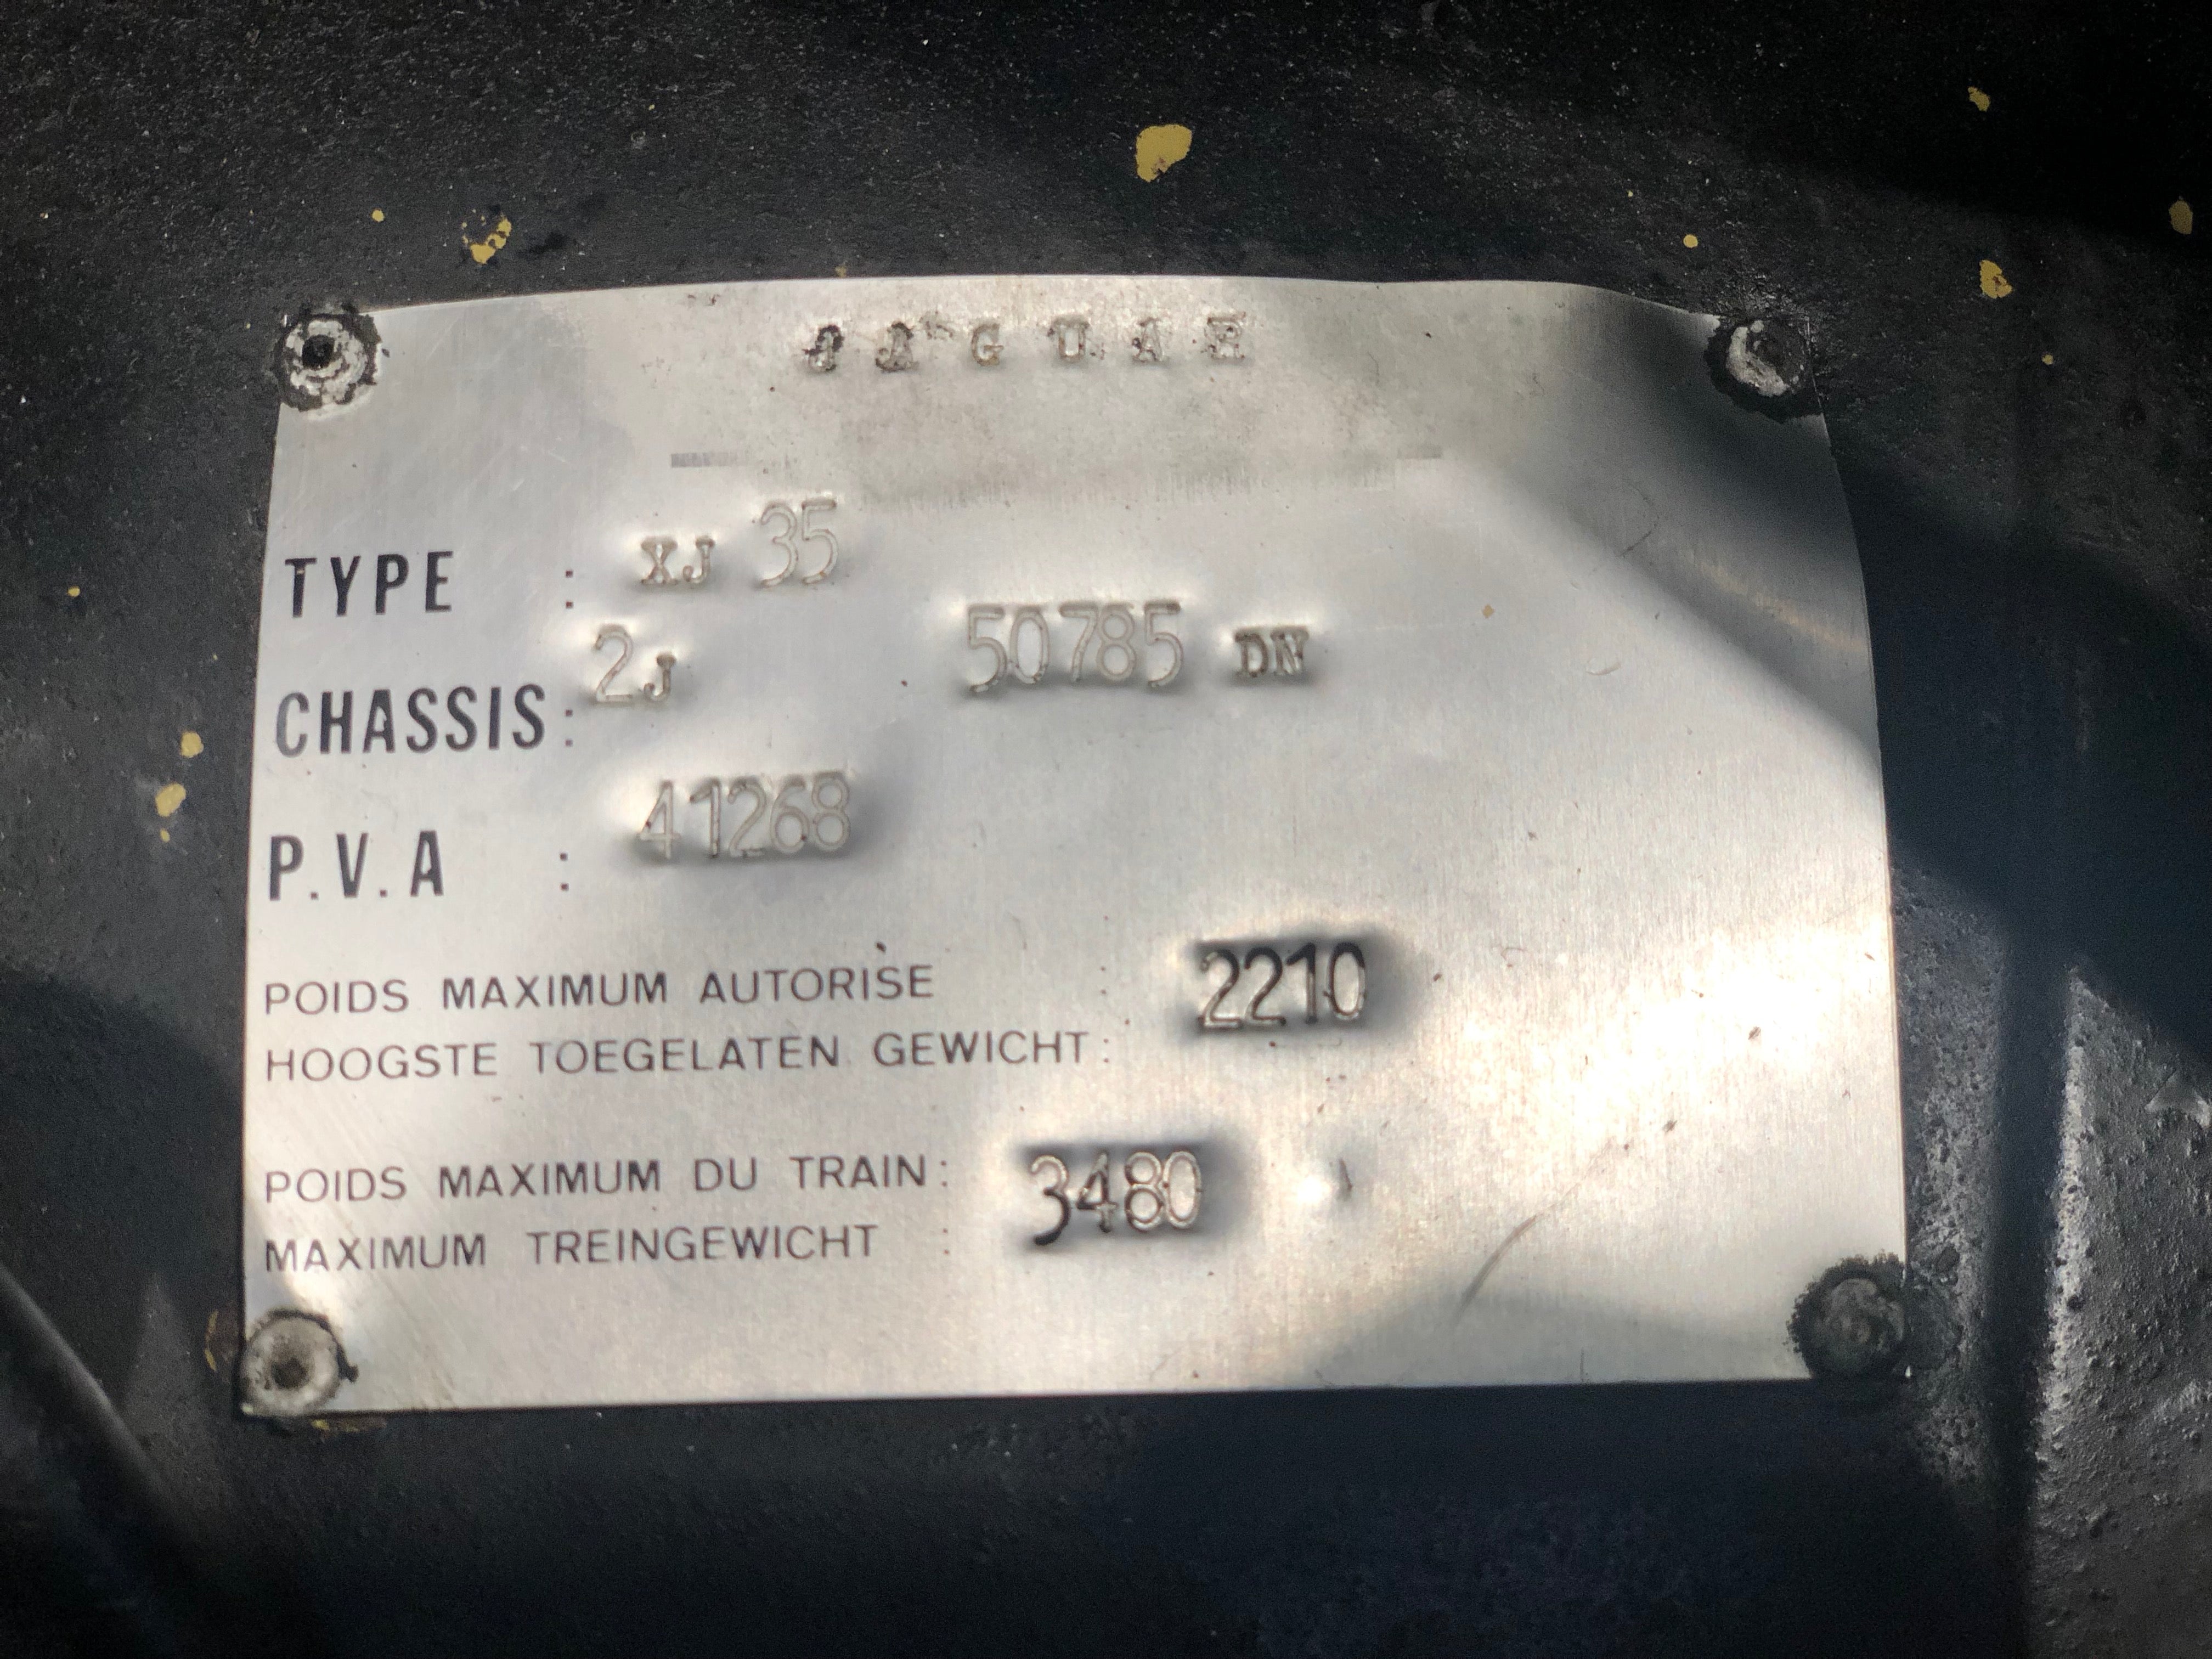 JAGUAR
TYPE : XJ 35
CHASSIS: 2J 50785 DN
P.V.A : 41268
POIDS MAXIMUM AUTORISE : 2210
HOOGSTE TOEGELATEN GEWICHT:
POIDS MAXIMUM DU TRAIN: 3480
MAXIMUM TREINGEWICHT :